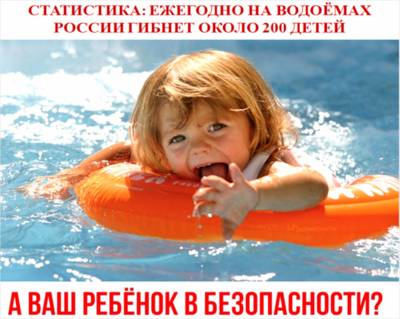 СТАТИСТИКА: ЕЖЕГОДНО НА ВОДОЁМАХ
РОССИИ ГИБНЕТ ОКОЛО 200 ДЕТЕЙ
А ВАШ РЕБЁНОК В БЕЗОПАСНОСТИ?